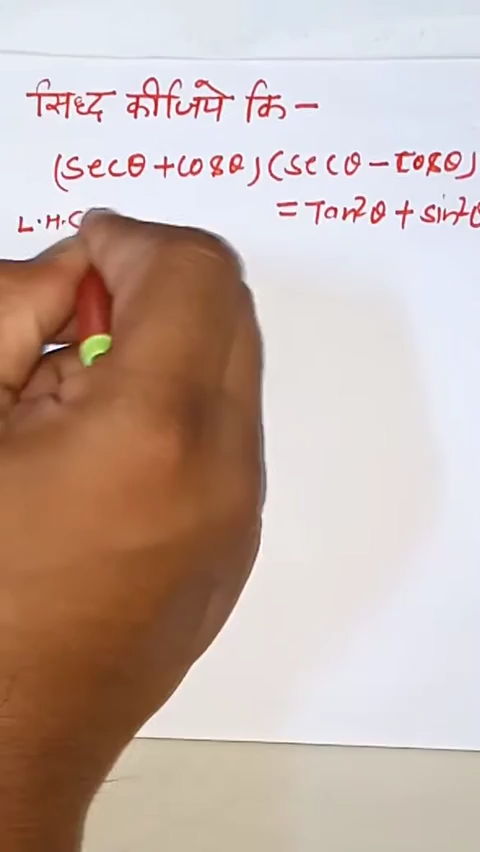 सिध्द कीजिये कि -
(secθ + cosθ) (secθ - cosθ)
= Tan²θ + sin²θ
L.H.